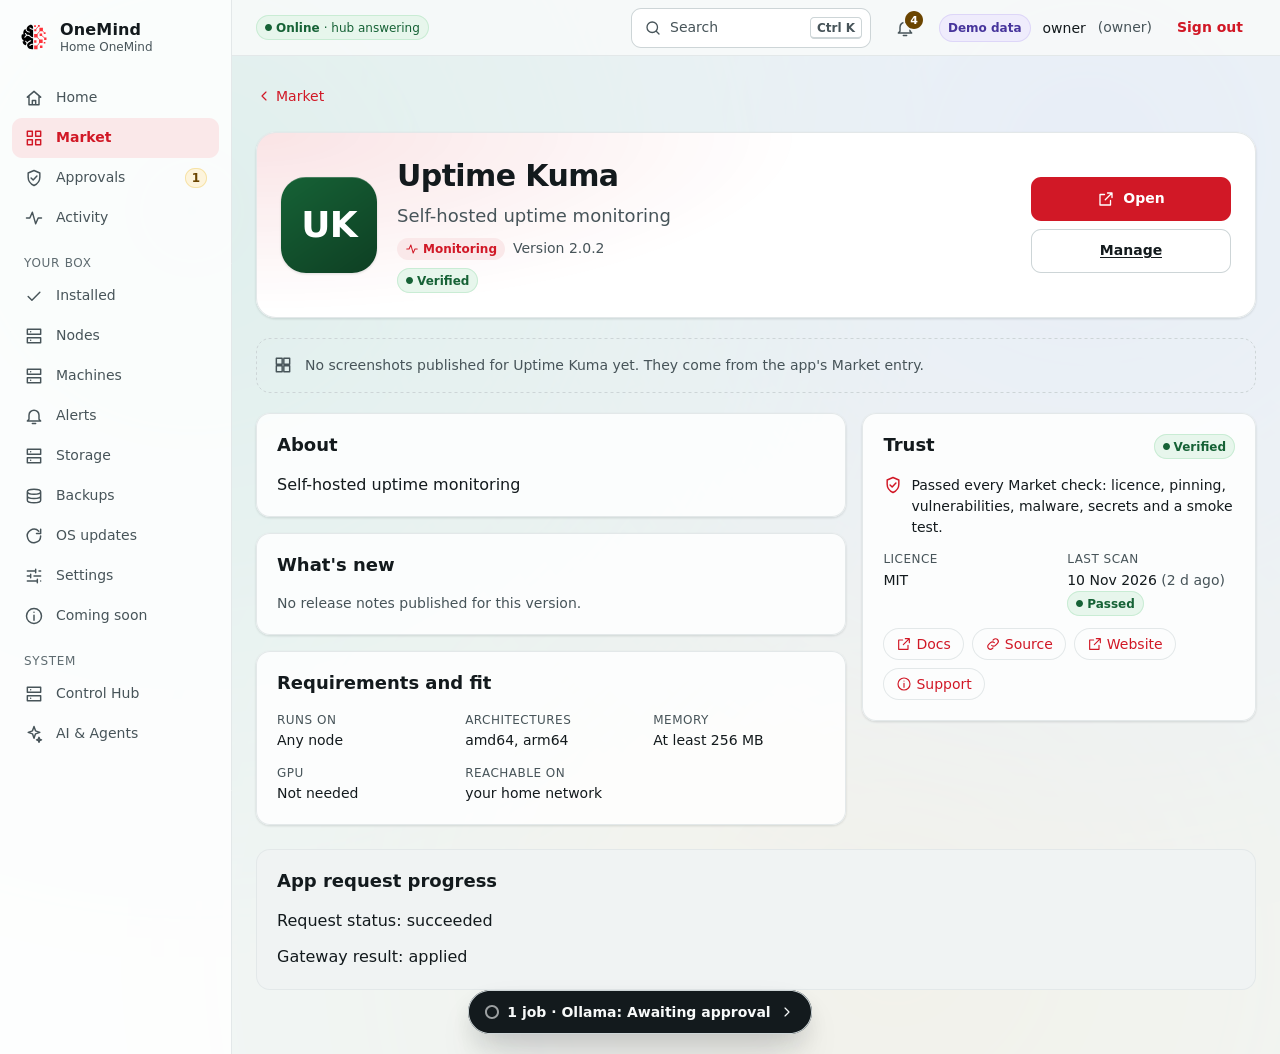 OneMind
Home OneMind
Online · hub answering
Search
Ctrl K
4
Demo data
owner
(owner)
Sign out
Home
Market
Approvals
1
Activity
YOUR BOX
Installed
Nodes
Machines
Alerts
Storage
Backups
OS updates
Settings
Coming soon
SYSTEM
Control Hub
AI & Agents
Market
UK
Uptime Kuma
Self-hosted uptime monitoring
Monitoring
Version 2.0.2
Verified
Open
Manage
No screenshots published for Uptime Kuma yet. They come from the app's Market entry.
About
Self-hosted uptime monitoring
What's new
No release notes published for this version.
Requirements and fit
RUNS ON
Any node
ARCHITECTURES
amd64, arm64
MEMORY
At least 256 MB
GPU
Not needed
REACHABLE ON
your home network
Trust
Verified
Passed every Market check: licence, pinning,
vulnerabilities, malware, secrets and a smoke
test.
LICENCE
MIT
LAST SCAN
10 Nov 2026 (2 d ago)
Passed
Docs
Source
Website
Support
App request progress
Request status: succeeded
Gateway result: applied
1 job · Ollama: Awaiting approval